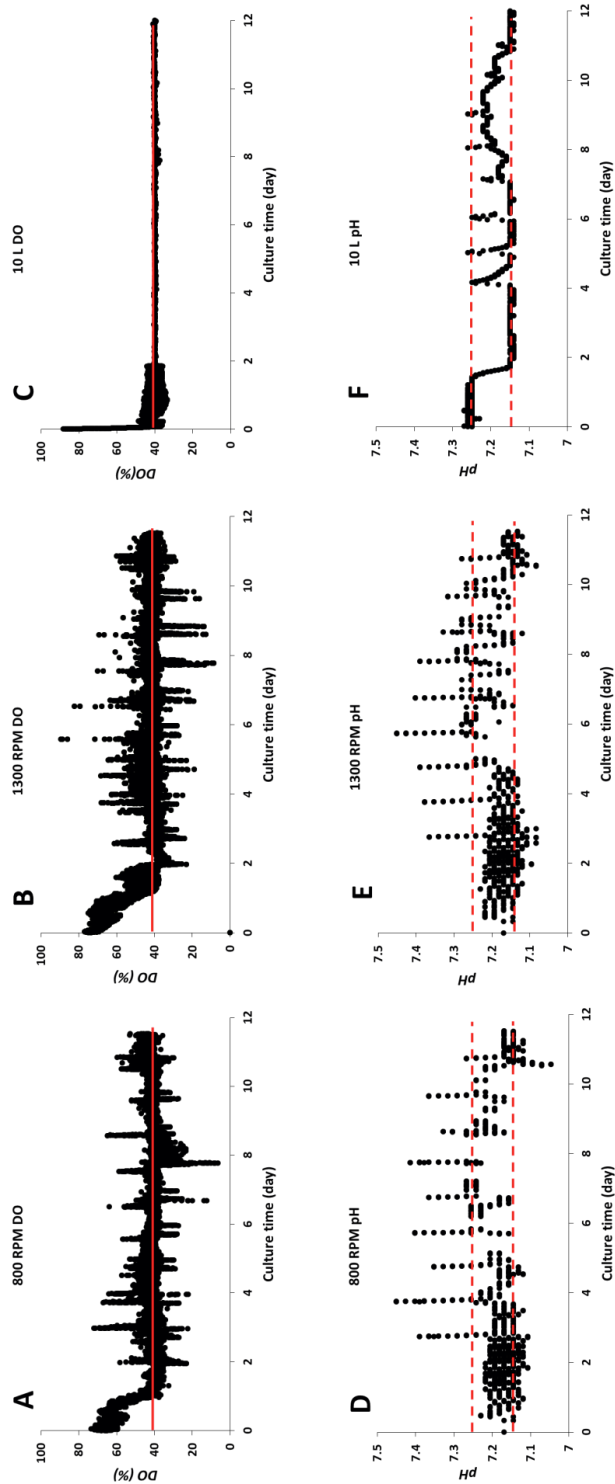 A
800 RPM DO
DO (%)
100
80
60
40
20
0
0 2 4 6 8 10 12
Culture time (day)
B
1300 RPM DO
DO (%)
100
80
60
40
20
0
0 2 4 6 8 10 12
Culture time (day)
C
10 L DO
DO(%)
100
80
60
40
20
0
0 2 4 6 8 10 12
Culture time (day)
D
800 RPM pH
pH
7.5
7.4
7.3
7.2
7.1
7
0 2 4 6 8 10 12
Culture time (day)
E
1300 RPM pH
pH
7.5
7.4
7.3
7.2
7.1
7
0 2 4 6 8 10 12
Culture time (day)
F
10 L pH
pH
7.5
7.4
7.3
7.2
7.1
7
0 2 4 6 8 10 12
Culture time (day)